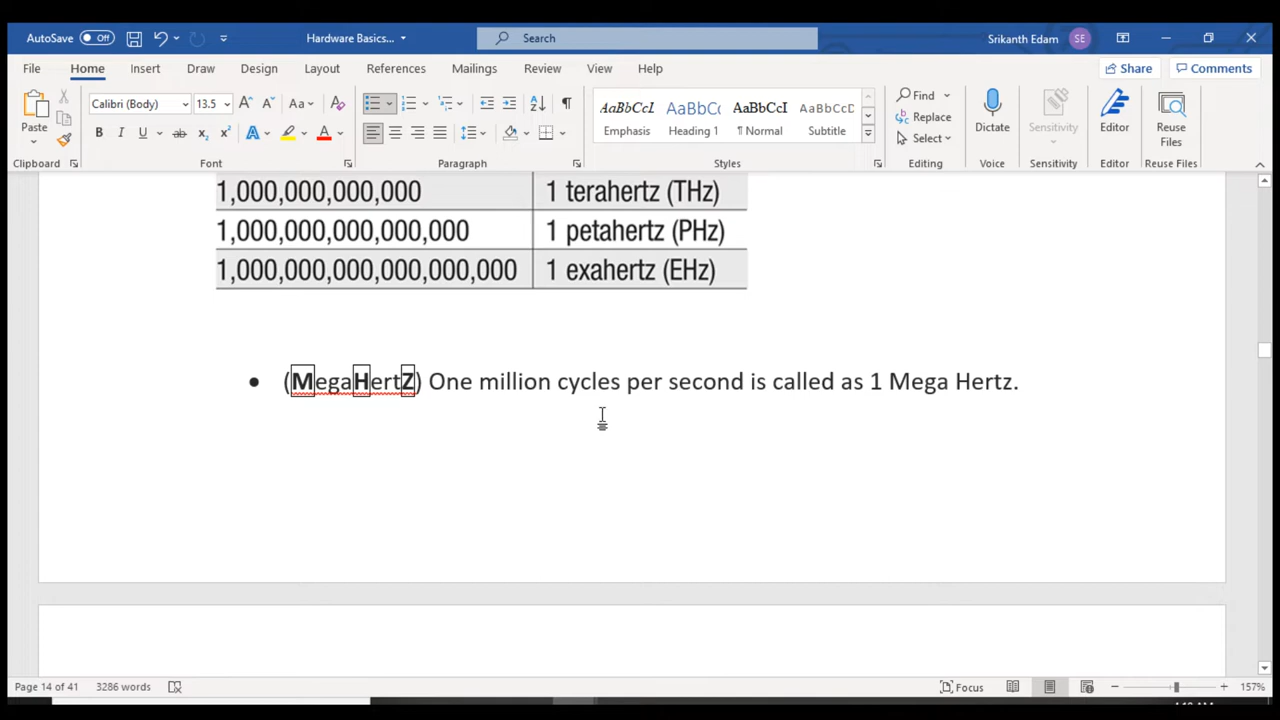 AutoSave Off Hardware Basics... Search Srikanth Edam SE
File Home Insert Draw Design Layout References Mailings Review View Help Share Comments
Calibri (Body) 13.5 Aa AaBbCcI AaBbCc AaBbCcI AaBbCcD Find
Paste Replace Dictate Sensitivity Editor Reuse Files
B I U ab x₂ x² A A Emphasis Heading 1 ¶ Normal Subtitle Select
Clipboard Font Paragraph Styles Editing Voice Sensitivity Editor Reuse Files
1,000,000,000,000 1 terahertz (THz)
1,000,000,000,000,000 1 petahertz (PHz)
1,000,000,000,000,000,000 1 exahertz (EHz)
• (MegaHertZ) One million cycles per second is called as 1 Mega Hertz.
Page 14 of 41 3286 words Focus 157%